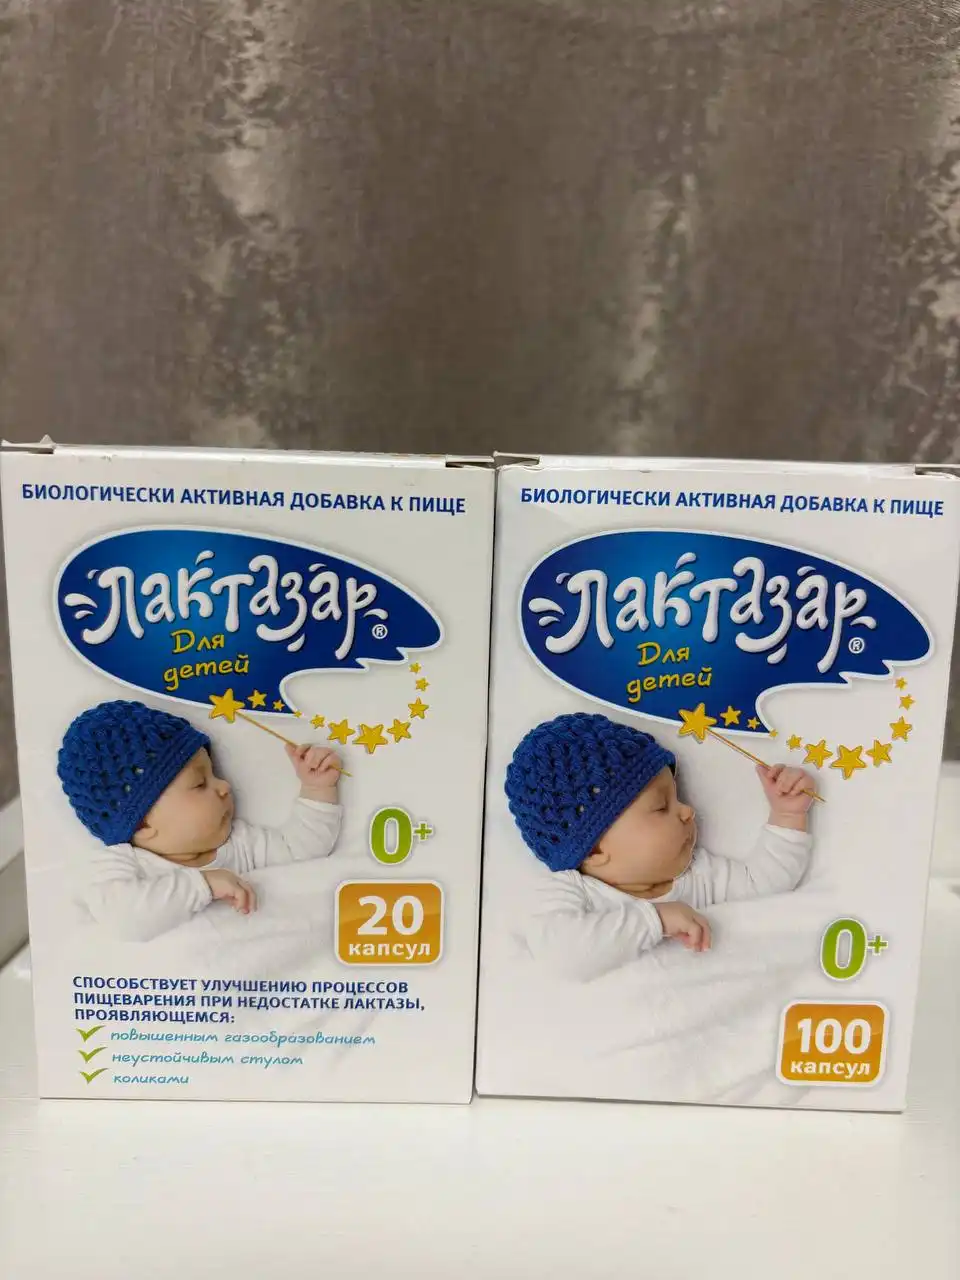 БИОЛОГИЧЕСКИ АКТИВНАЯ ДОБАВКА К ПИЩЕ
Лактазар®
Для
детей
0+
20
капсул
СПОСОБСТВУЕТ УЛУЧШЕНИЮ ПРОЦЕССОВ
ПИЩЕВАРЕНИЯ ПРИ НЕДОСТАТКЕ ЛАКТАЗЫ,
ПРОЯВЛЯЮЩЕМСЯ:
повышенным газообразованием
неустойчивым стулом
коликами
БИОЛОГИЧЕСКИ АКТИВНАЯ ДОБАВКА К ПИЩЕ
Лактазар®
Для
детей
0+
100
капсул